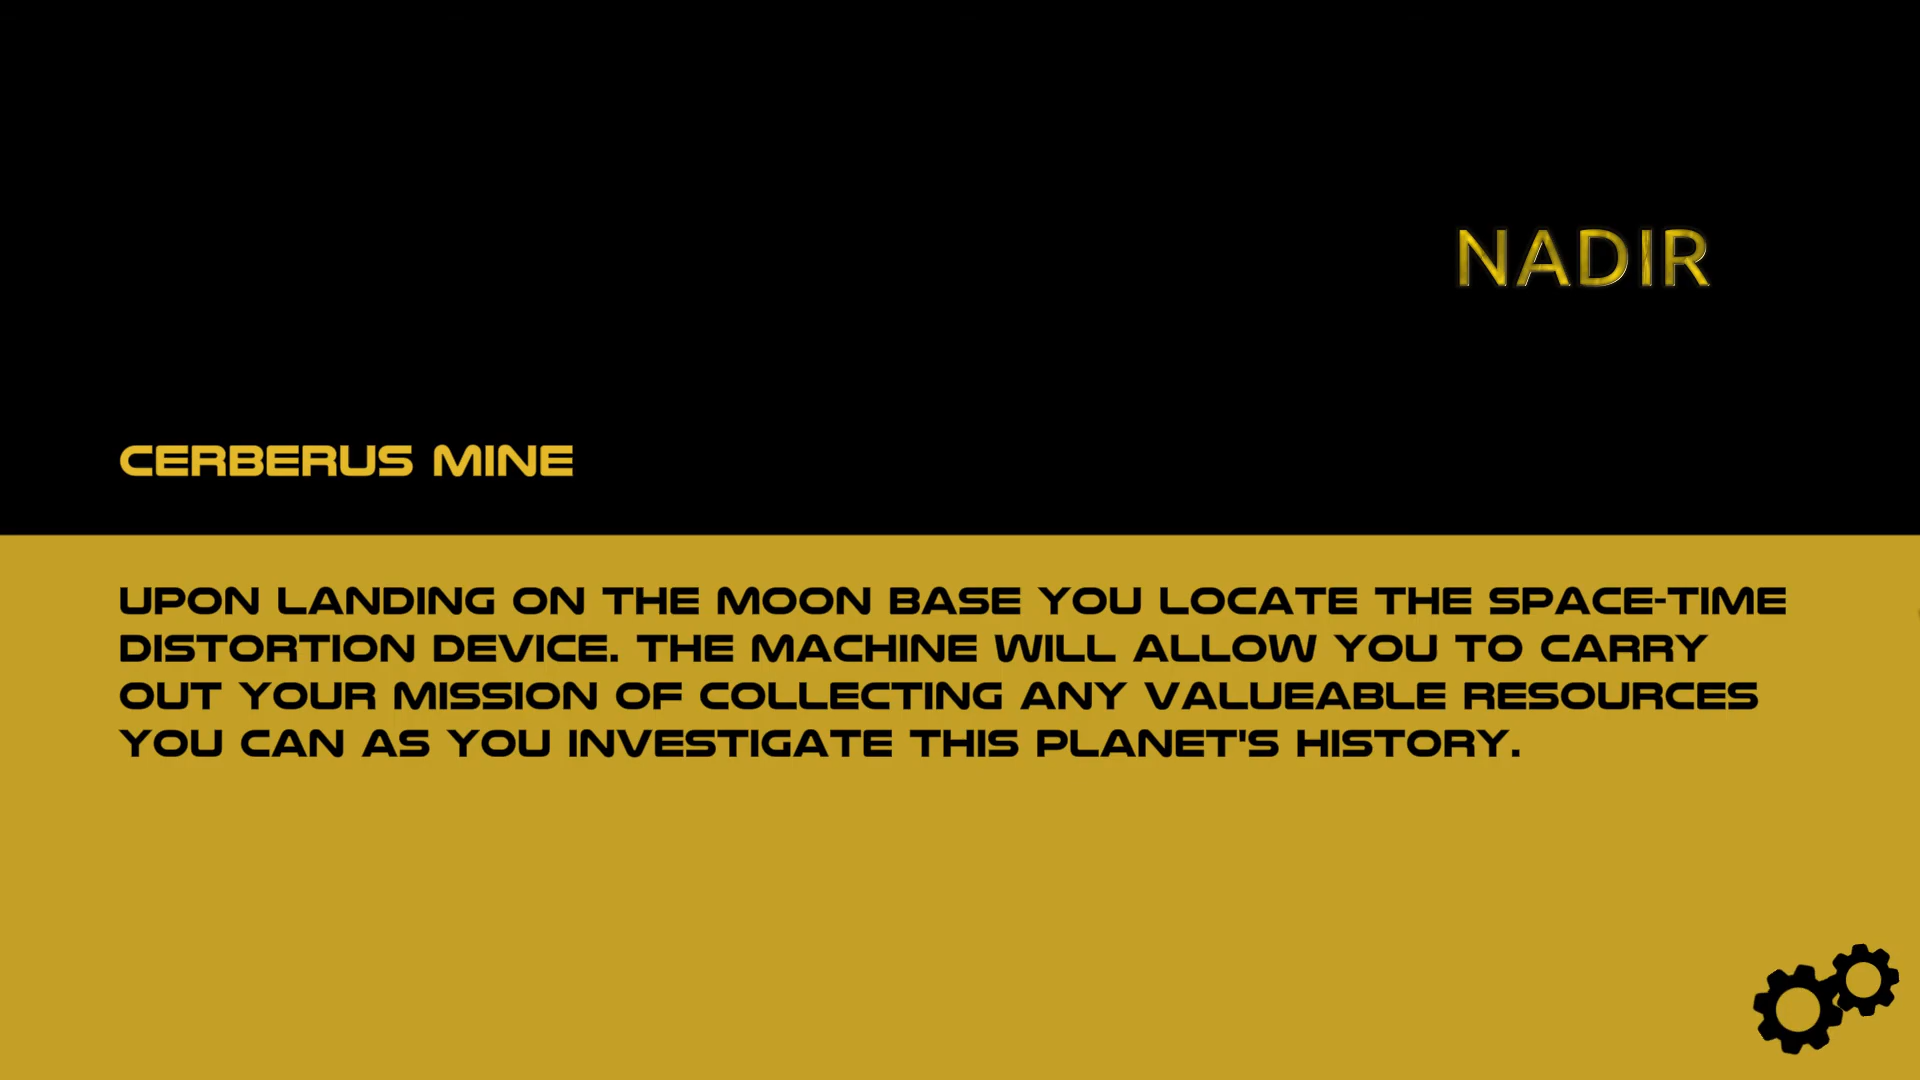 NADIR
CERBERUS MINE
UPON LANDING ON THE MOON BASE YOU LOCATE THE SPACE-TIME
DISTORTION DEVICE. THE MACHINE WILL ALLOW YOU TO CARRY
OUT YOUR MISSION OF COLLECTING ANY VALUEABLE RESOURCES
YOU CAN AS YOU INVESTIGATE THIS PLANET'S HISTORY.